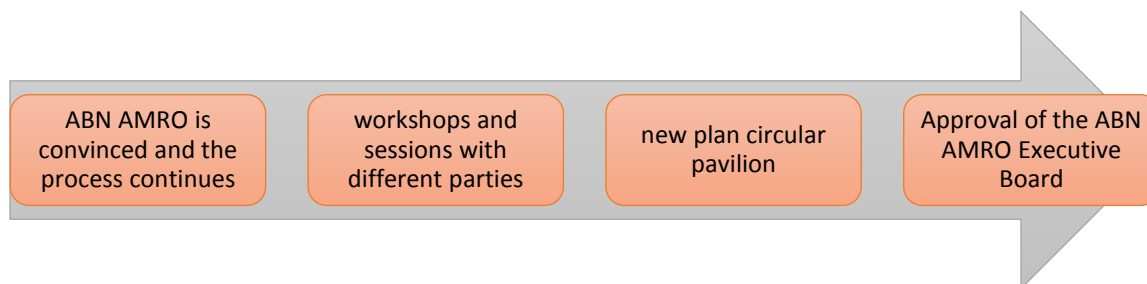 ABN AMRO is
convinced and the
process continues
workshops and
sessions with
different parties
new plan circular
pavilion
Approval of the ABN
AMRO Executive
Board